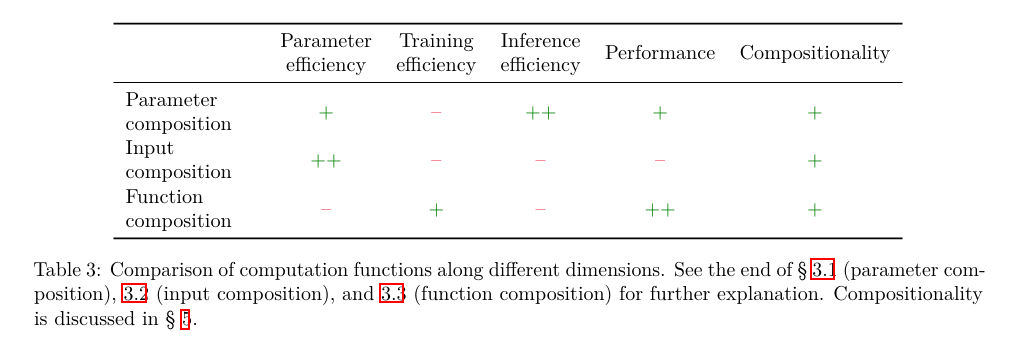 Parameter efficiency Training efficiency Inference efficiency Performance Compositionality
Parameter composition + – ++ + +
Input composition ++ – – – +
Function composition – + – ++ +
Table 3: Comparison of computation functions along different dimensions. See the end of § 3.1 (parameter com-
position), 3.2 (input composition), and 3.3 (function composition) for further explanation. Compositionality
is discussed in § 5.